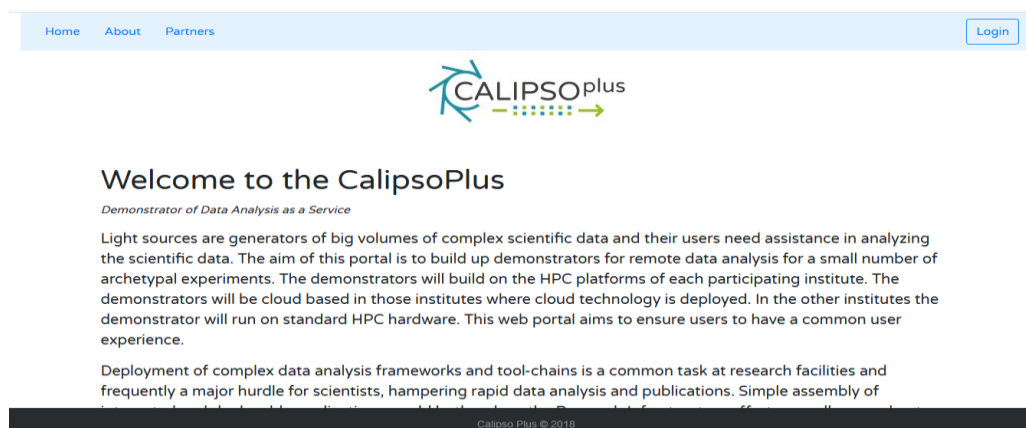 Home About Partners Login
CALIPSOplus
Welcome to the CalipsoPlus
Demonstrator of Data Analysis as a Service
Light sources are generators of big volumes of complex scientific data and their users need assistance in analyzing
the scientific data. The aim of this portal is to build up demonstrators for remote data analysis for a small number of
archetypal experiments. The demonstrators will build on the HPC platforms of each participating institute. The
demonstrators will be cloud based in those institutes where cloud technology is deployed. In the other institutes the
demonstrator will run on standard HPC hardware. This web portal aims to ensure users to have a common user
experience.
Deployment of complex data analysis frameworks and tool-chains is a common task at research facilities and
frequently a major hurdle for scientists, hampering rapid data analysis and publications. Simple assembly of
Calipso Plus © 2018